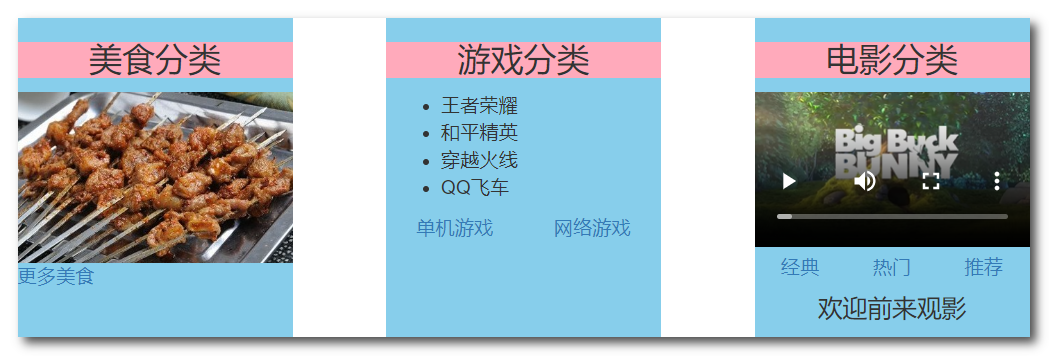 美食分类
更多美食
游戏分类
王者荣耀
和平精英
穿越火线
QQ飞车
单机游戏 网络游戏
电影分类
Big Buck
BUNNY
经典 热门 推荐
欢迎前来观影